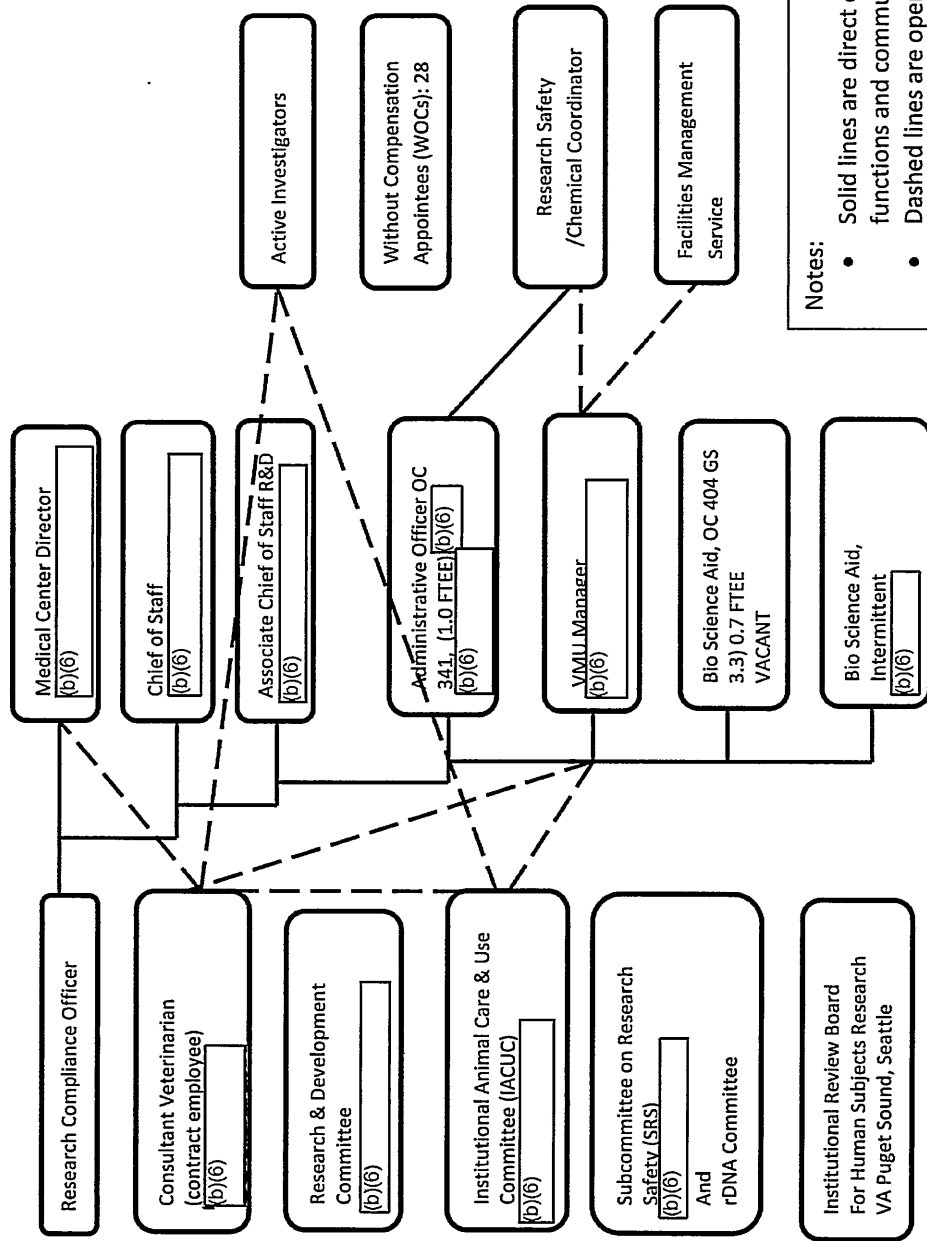 Research Compliance Officer
Consultant Veterinarian
(contract employee)
(b)(6)
Research & Development
Committee
(b)(6)
Institutional Animal Care & Use
Committee (IACUC)
(b)(6)
Subcommittee on Research
Safety (SRS)
(b)(6)
And
rDNA Committee
Institutional Review Board
For Human Subjects Research
VA Puget Sound, Seattle
Medical Center Director
(b)(6)
Chief of Staff
(b)(6)
Associate Chief of Staff R&D
(b)(6)
Administrative Officer OC
341, (1.0 FTEE) (b)(6)
(b)(6)
VMU Manager
(b)(6)
Bio Science Aid, OC 404 GS
3.3) 0.7 FTEE
VACANT
Bio Science Aid,
Intermittent
(b)(6)
Active Investigators
Without Compensation
Appointees (WOCs): 28
Research Safety
/Chemical Coordinator
Facilities Management
Service
Notes:
• Solid lines are direct
functions and
• Dashed lines are